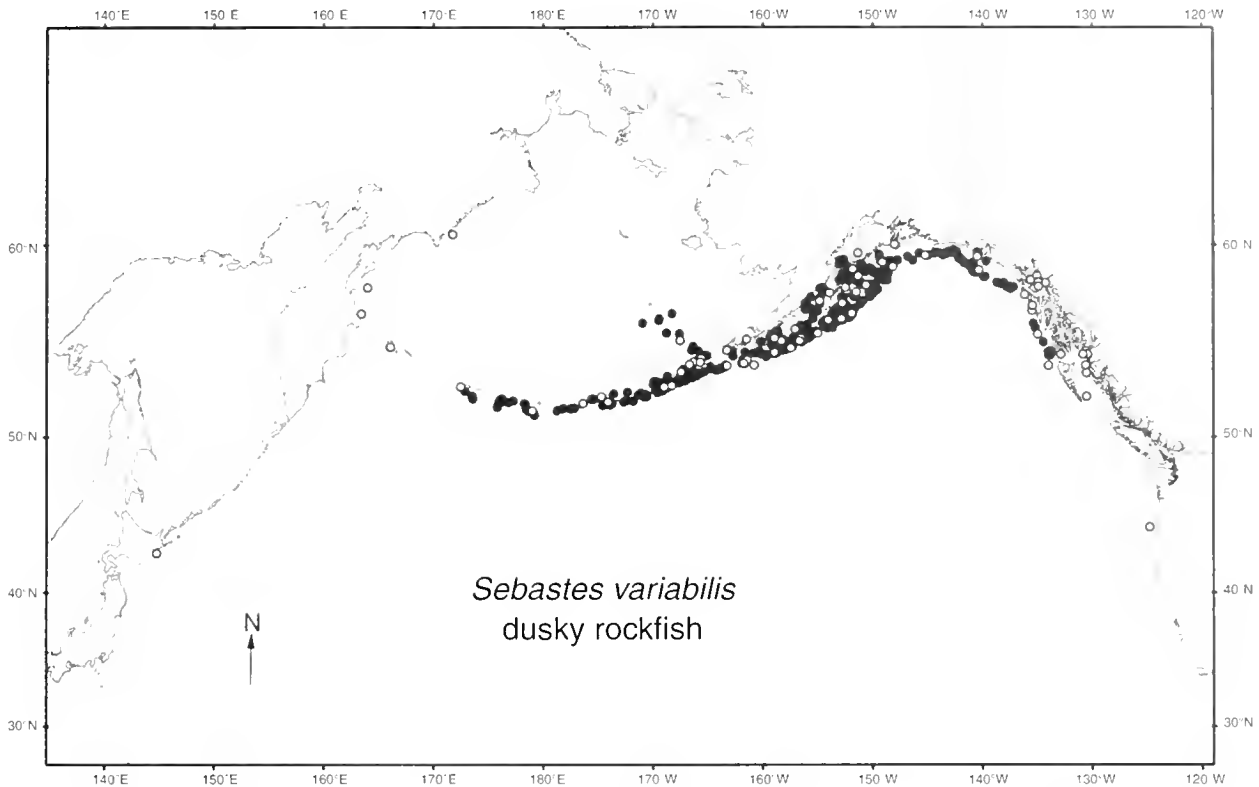 140°E 150°E 160°E 170°E 180°E 170°W 160°W 150°W 140°W 130°W 120°W
60°N 60°N
50°N 50°N
Sebastes variabilis
40°N 40°N
N
dusky rockfish
30°N 30°N
140°E 150°E 160°E 170°E 180°E 170°W 160°W 150°W 140°W 130°W 120°W